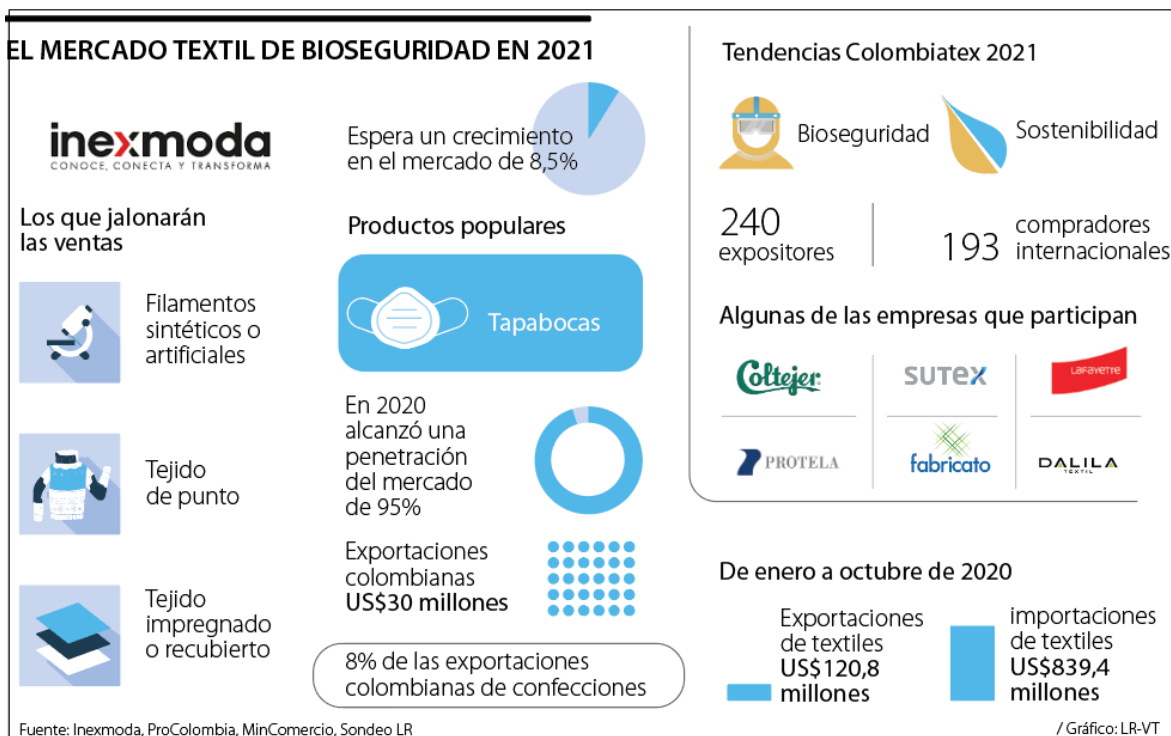 EL MERCADO TEXTIL DE BIOSEGURIDAD EN 2021
inexmoda
CONOCE, CONECTA Y TRANSFORMA
Espera un crecimiento
en el mercado de 8,5%
Los que jalonarán
las ventas
Filamentos
sintéticos o
artificiales
Tejido
de punto
Tejido
impregnado
o recubierto
Productos populares
Tapabocas
En 2020
alcanzó una
penetración
del mercado
de 95%
Exportaciones
colombianas
US$30 millones
8% de las exportaciones
colombianas de confecciones
Tendencias Colombiatex 2021
Bioseguridad
Sostenibilidad
240
expositores
193
compradores
internacionales
Algunas de las empresas que participan
Coltejer
SUTEX
LaFayette
PROTELA
fabricato
DALILA
TEXTIL
De enero a octubre de 2020
Exportaciones
de textiles
US$120,8
millones
importaciones
de textiles
US$839,4
millones
Fuente: Inexmoda, ProColombia, MinComercio, Sondeo LR
/ Gráfico: LR-VT